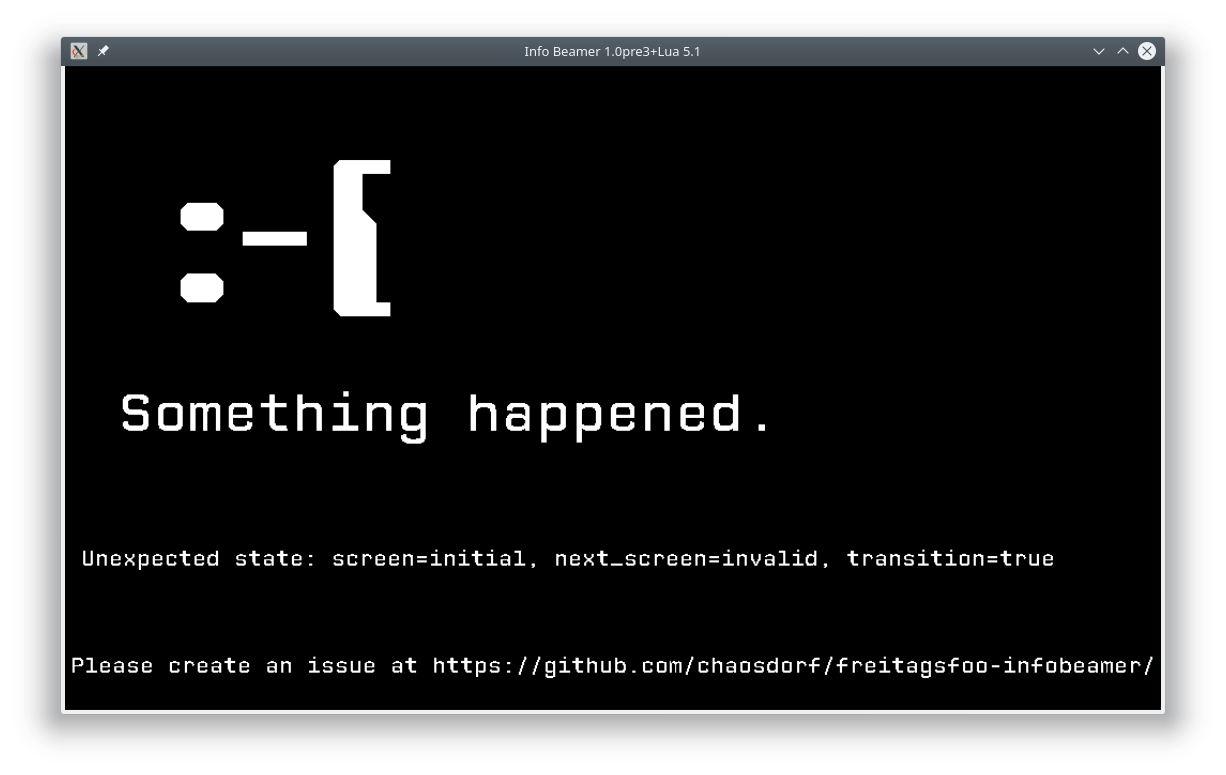 Info Beamer 1.0pre3+Lua 5.1
:-[
Something happened.
Unexpected state: screen=initial, next_screen=invalid, transition=true
Please create an issue at https://github.com/chaosdorf/freitagsfoo-infobeamer/